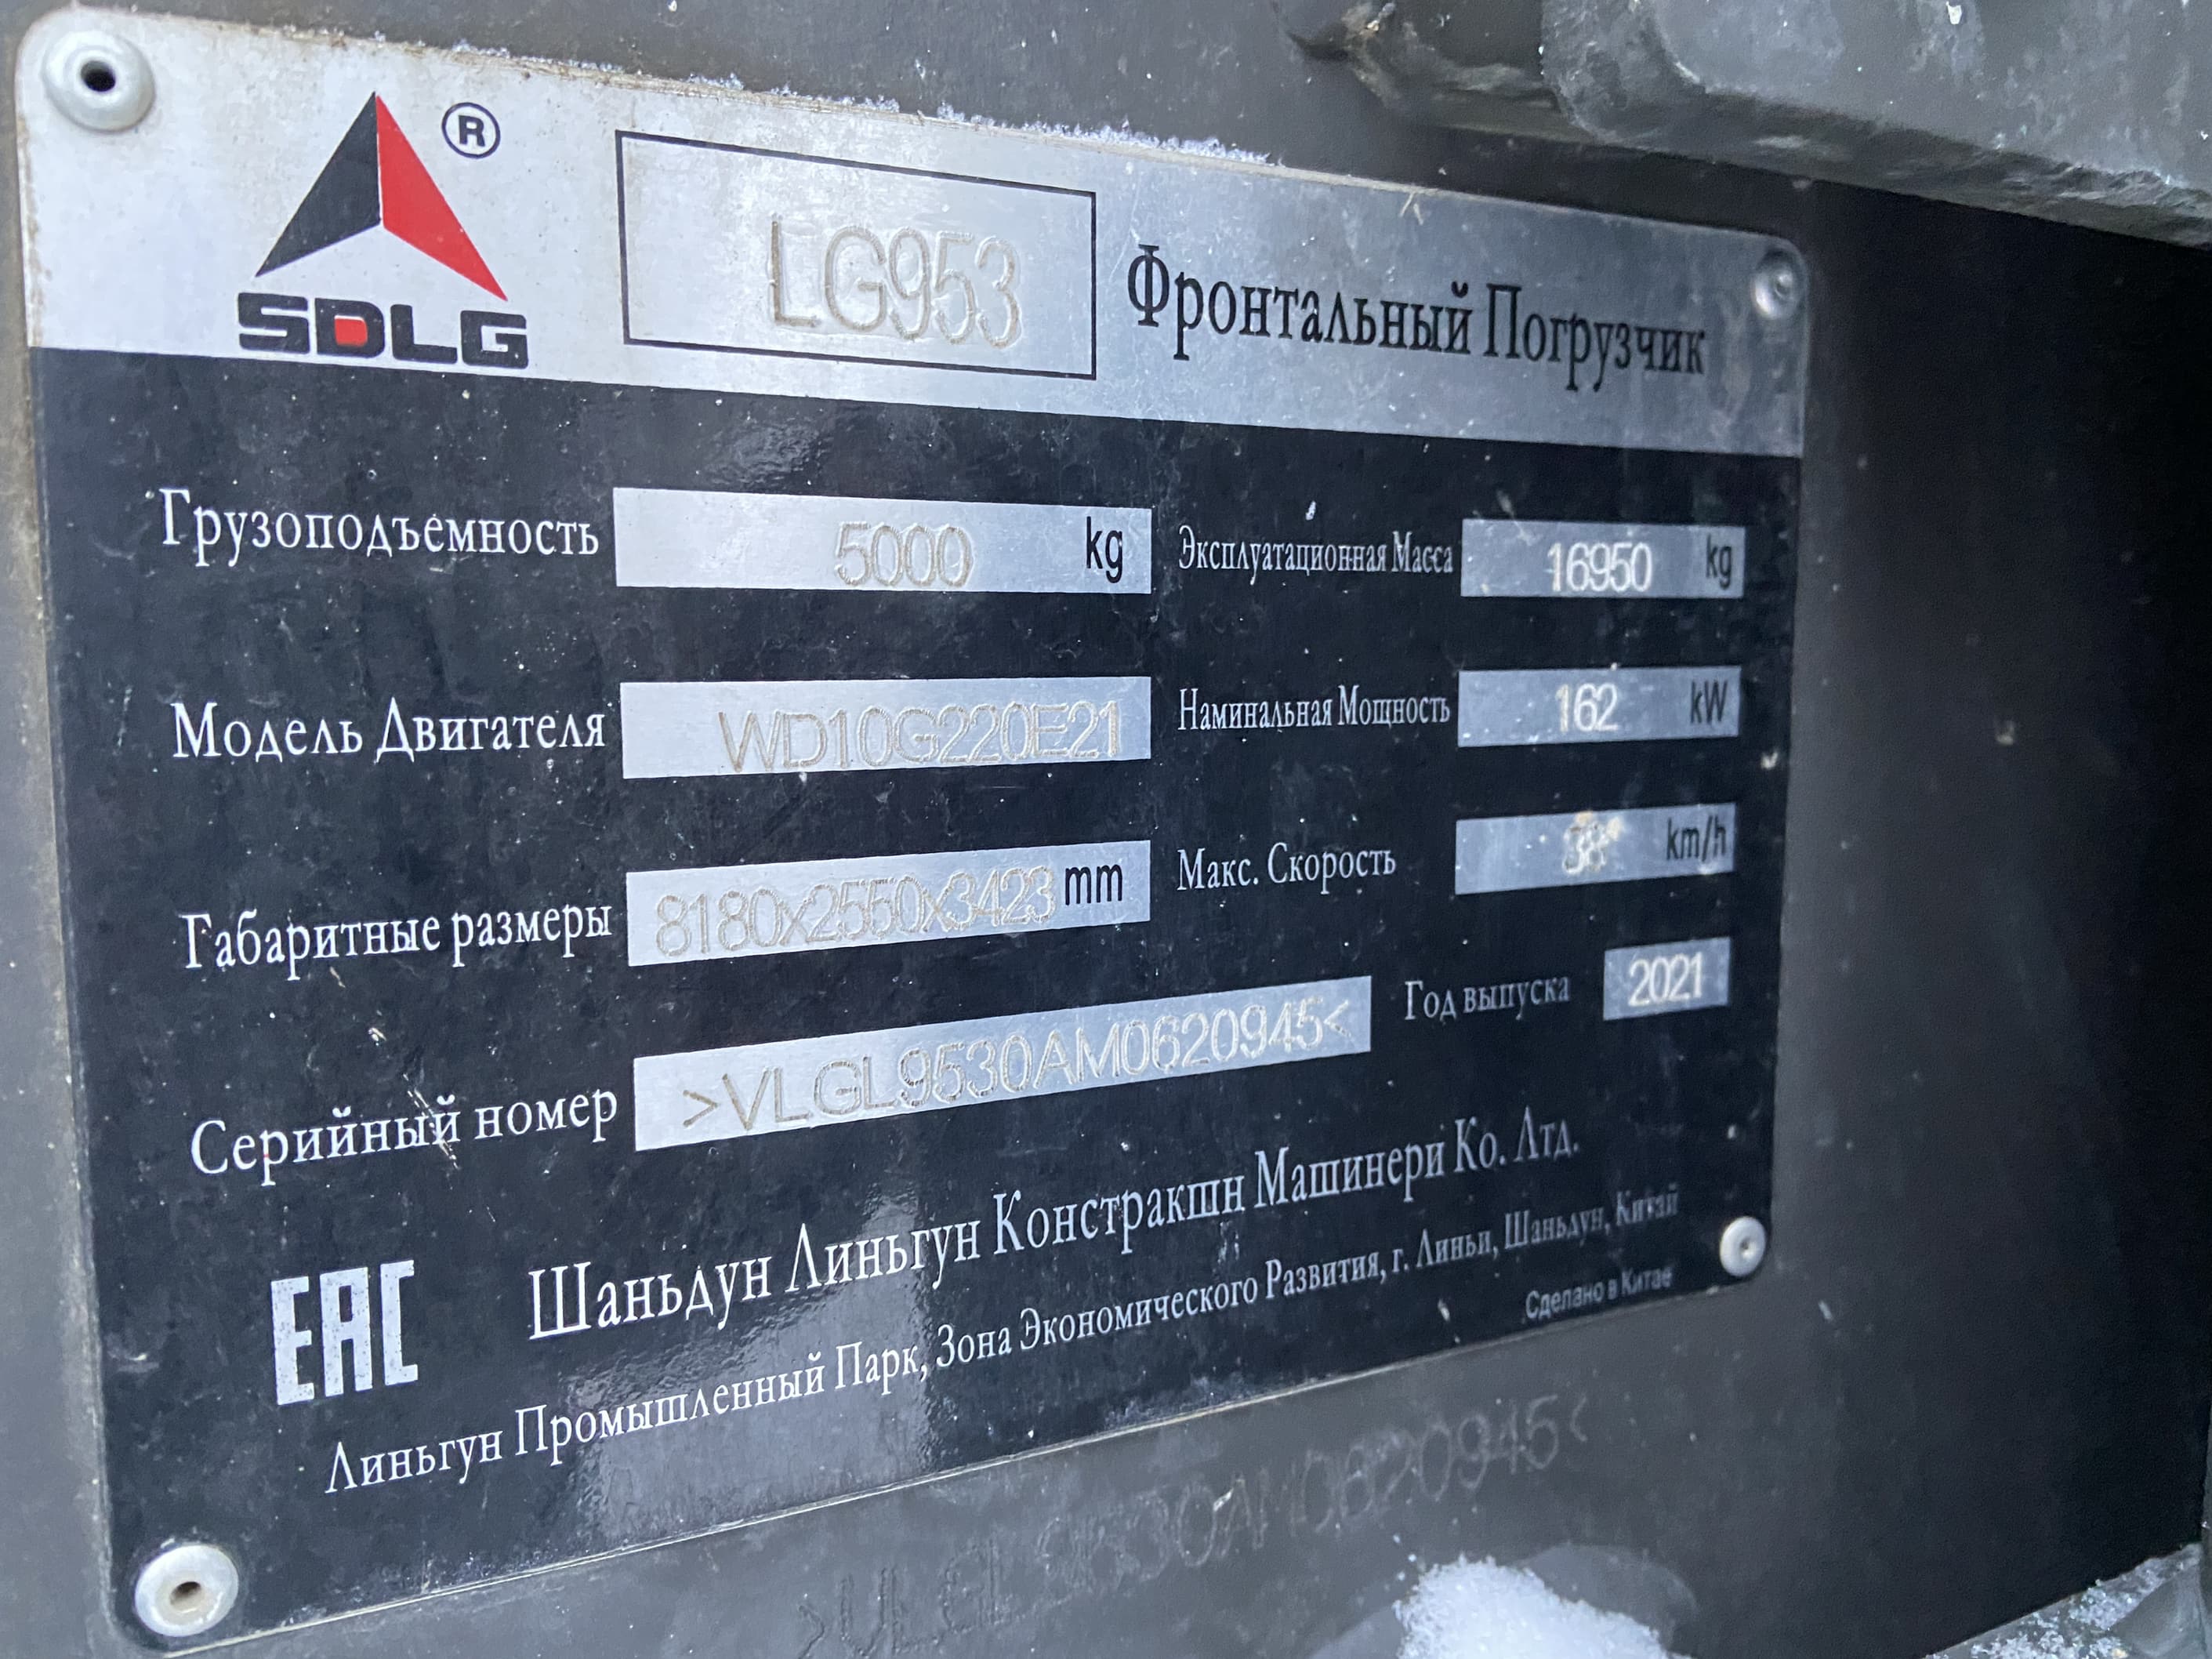 ®
SDLG
LG953
Фронтальный Погрузчик
Грузоподъемность 5000 kg
Эксплуатационная Масса 16950 kg
Модель Двигателя WD10G220E21
Наминальная Мощность 162 kW
Габаритные размеры 8180x2550x3423 mm
Макс. Скорость 38 km/h
Серийный номер >VLGL9530AM0620945<
Год выпуска 2021
EAC
Шаньдун Линьгун Констракшн Машинери Ко. Лтд.
Линьгун Промышленный Парк, Зона Экономического Развития, г. Линьи, Шаньдун, Китай
Сделано в Китае
>VLGL9530AM0620945<